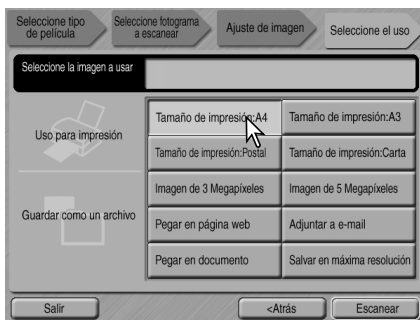 Seleccione tipo
de película
Seleccione fotograma
a escanear
Ajuste de imagen
Seleccione el uso
Seleccione la imagen a usar
Uso para impresión
Tamaño de impresión:A4
Tamaño de impresión:A3
Tamaño de impresión:Postal
Tamaño de impresión:Carta
Guardar como un archivo
Imagen de 3 Megapíxeles
Imagen de 5 Megapíxeles
Pegar en página web
Adjuntar a e-mail
Pegar en documento
Salvar en máxima resolución
Salir
<Atrás
Escanear